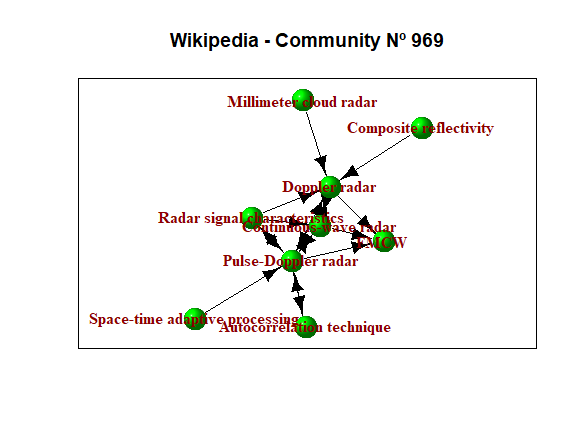 Wikipedia - Community Nº 969
Millimeter cloud radar
Composite reflectivity
Doppler radar
Radar signal characteristics
Continuous-wave radar
FMCW
Pulse-Doppler radar
Space-time adaptive processing
Autocorrelation technique